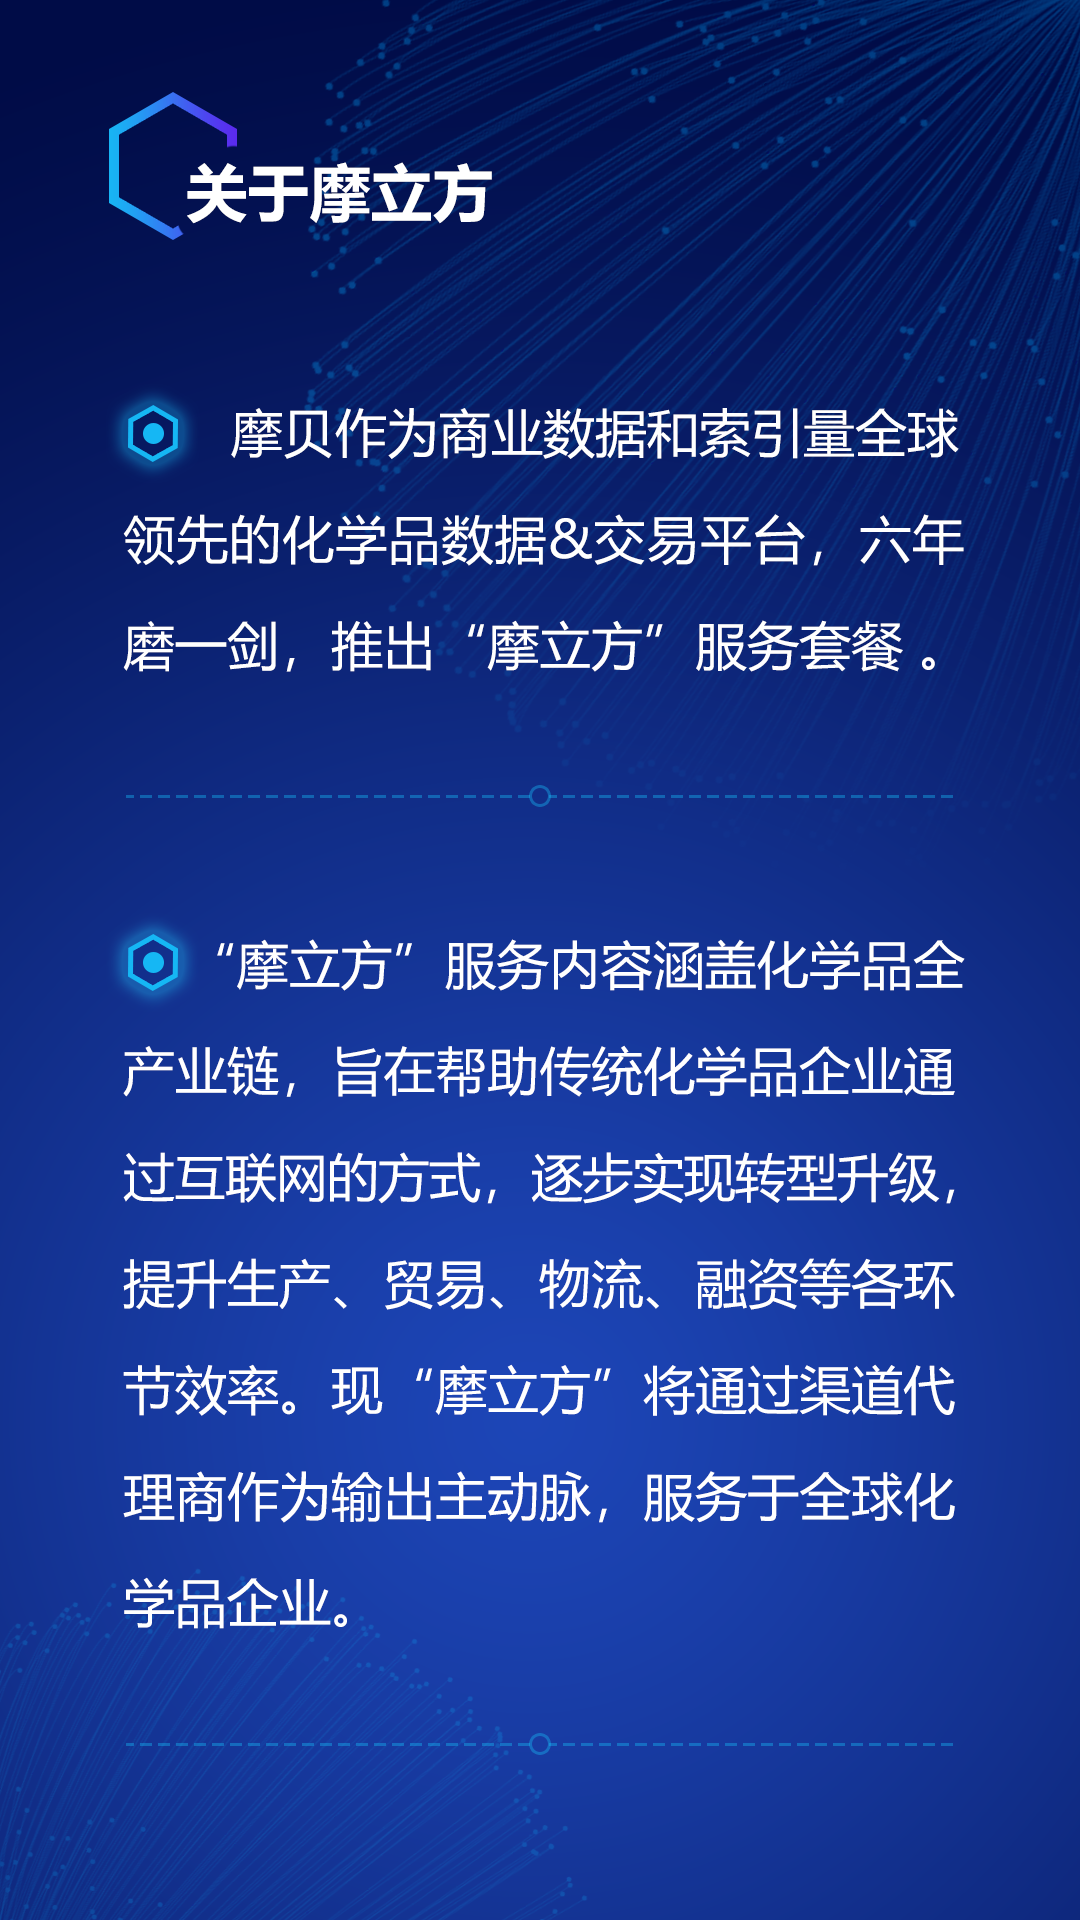 关于摩立方
摩贝作为商业数据和索引量全球
领先的化学品数据&交易平台，六年
磨一剑，推出“摩立方”服务套餐 。
“摩立方”服务内容涵盖化学品全
产业链，旨在帮助传统化学品企业通
过互联网的方式，逐步实现转型升级，
提升生产、贸易、物流、融资等各环
节效率。现“摩立方”将通过渠道代
理商作为输出主动脉，服务于全球化
学品企业。